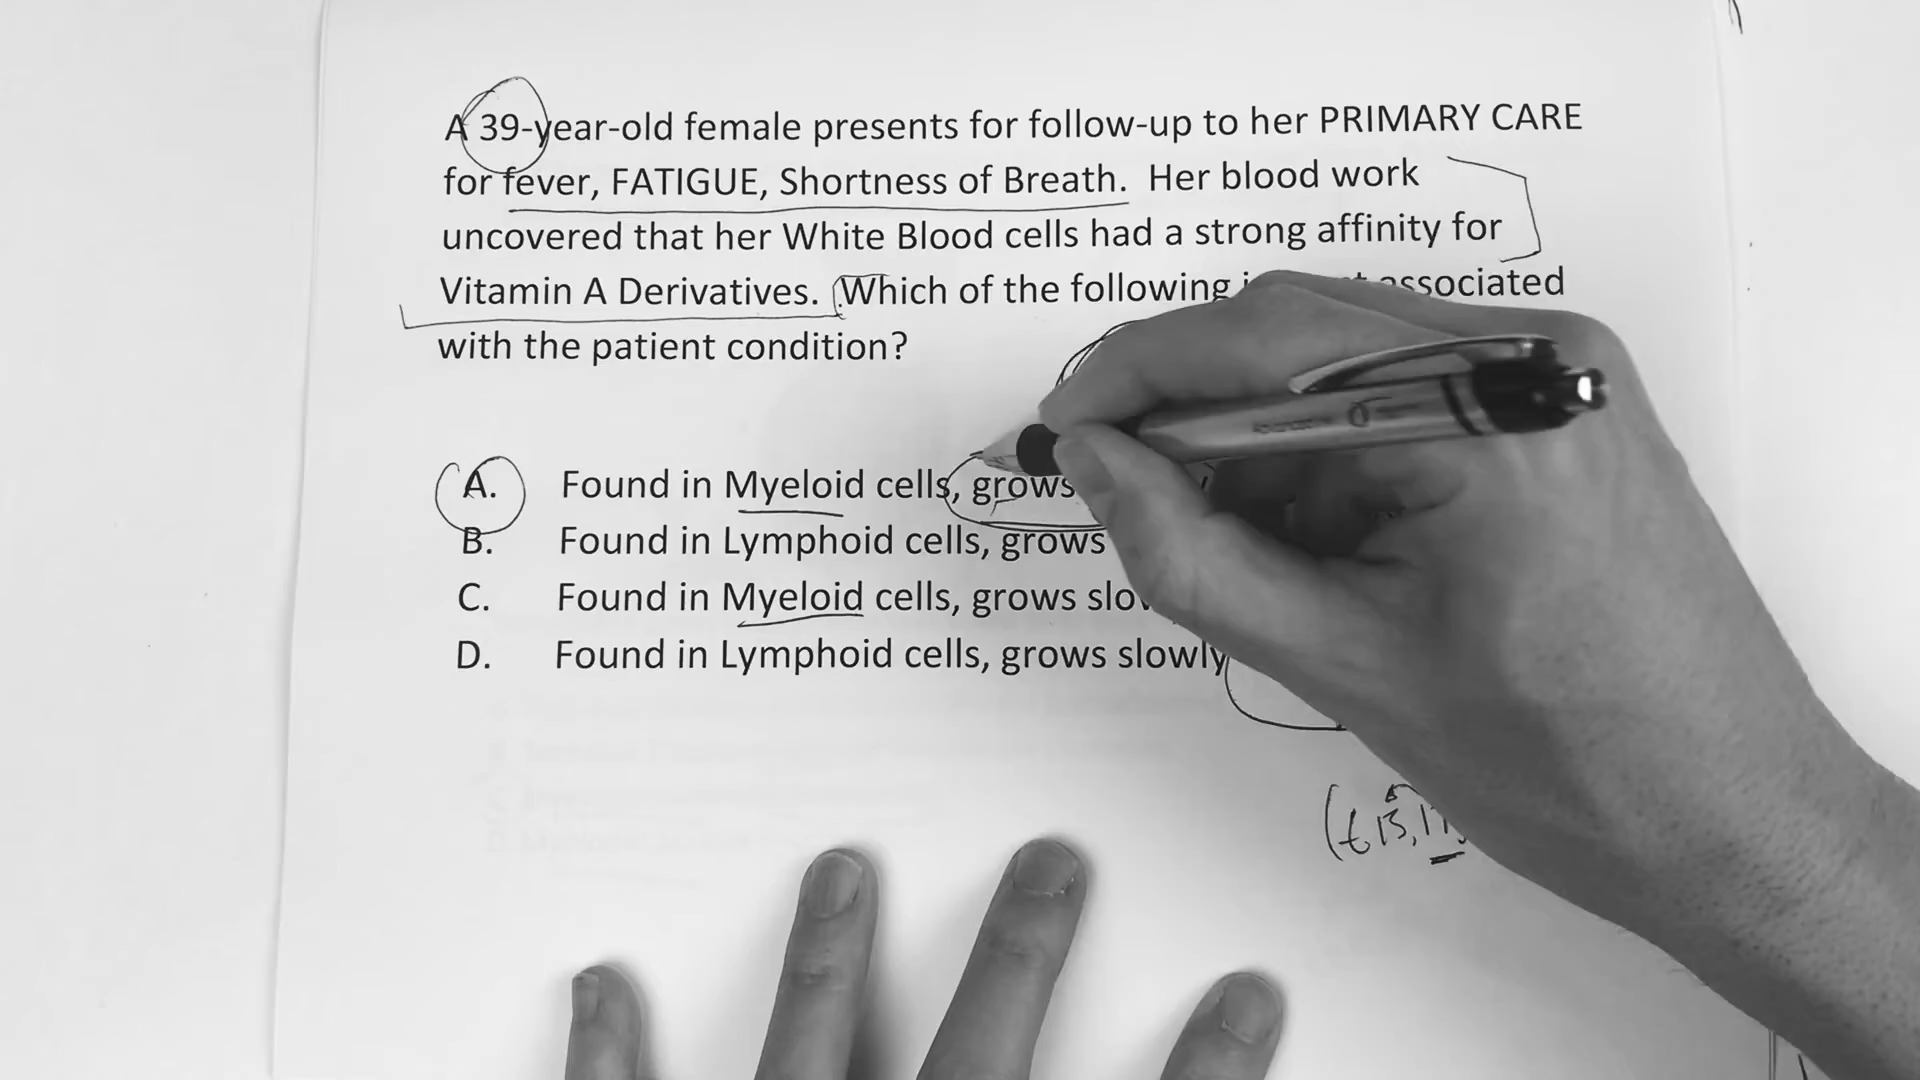 A 39-year-old female presents for follow-up to her PRIMARY CARE
for fever, FATIGUE, Shortness of Breath. Her blood work
uncovered that her White Blood cells had a strong affinity for
Vitamin A Derivatives. Which of the following associated
with the patient condition?
A. Found in Myeloid cells, grows
B. Found in Lymphoid cells, grows
C. Found in Myeloid cells, grows
D. Found in Lymphoid cells, grows slowly
(t 15, 17